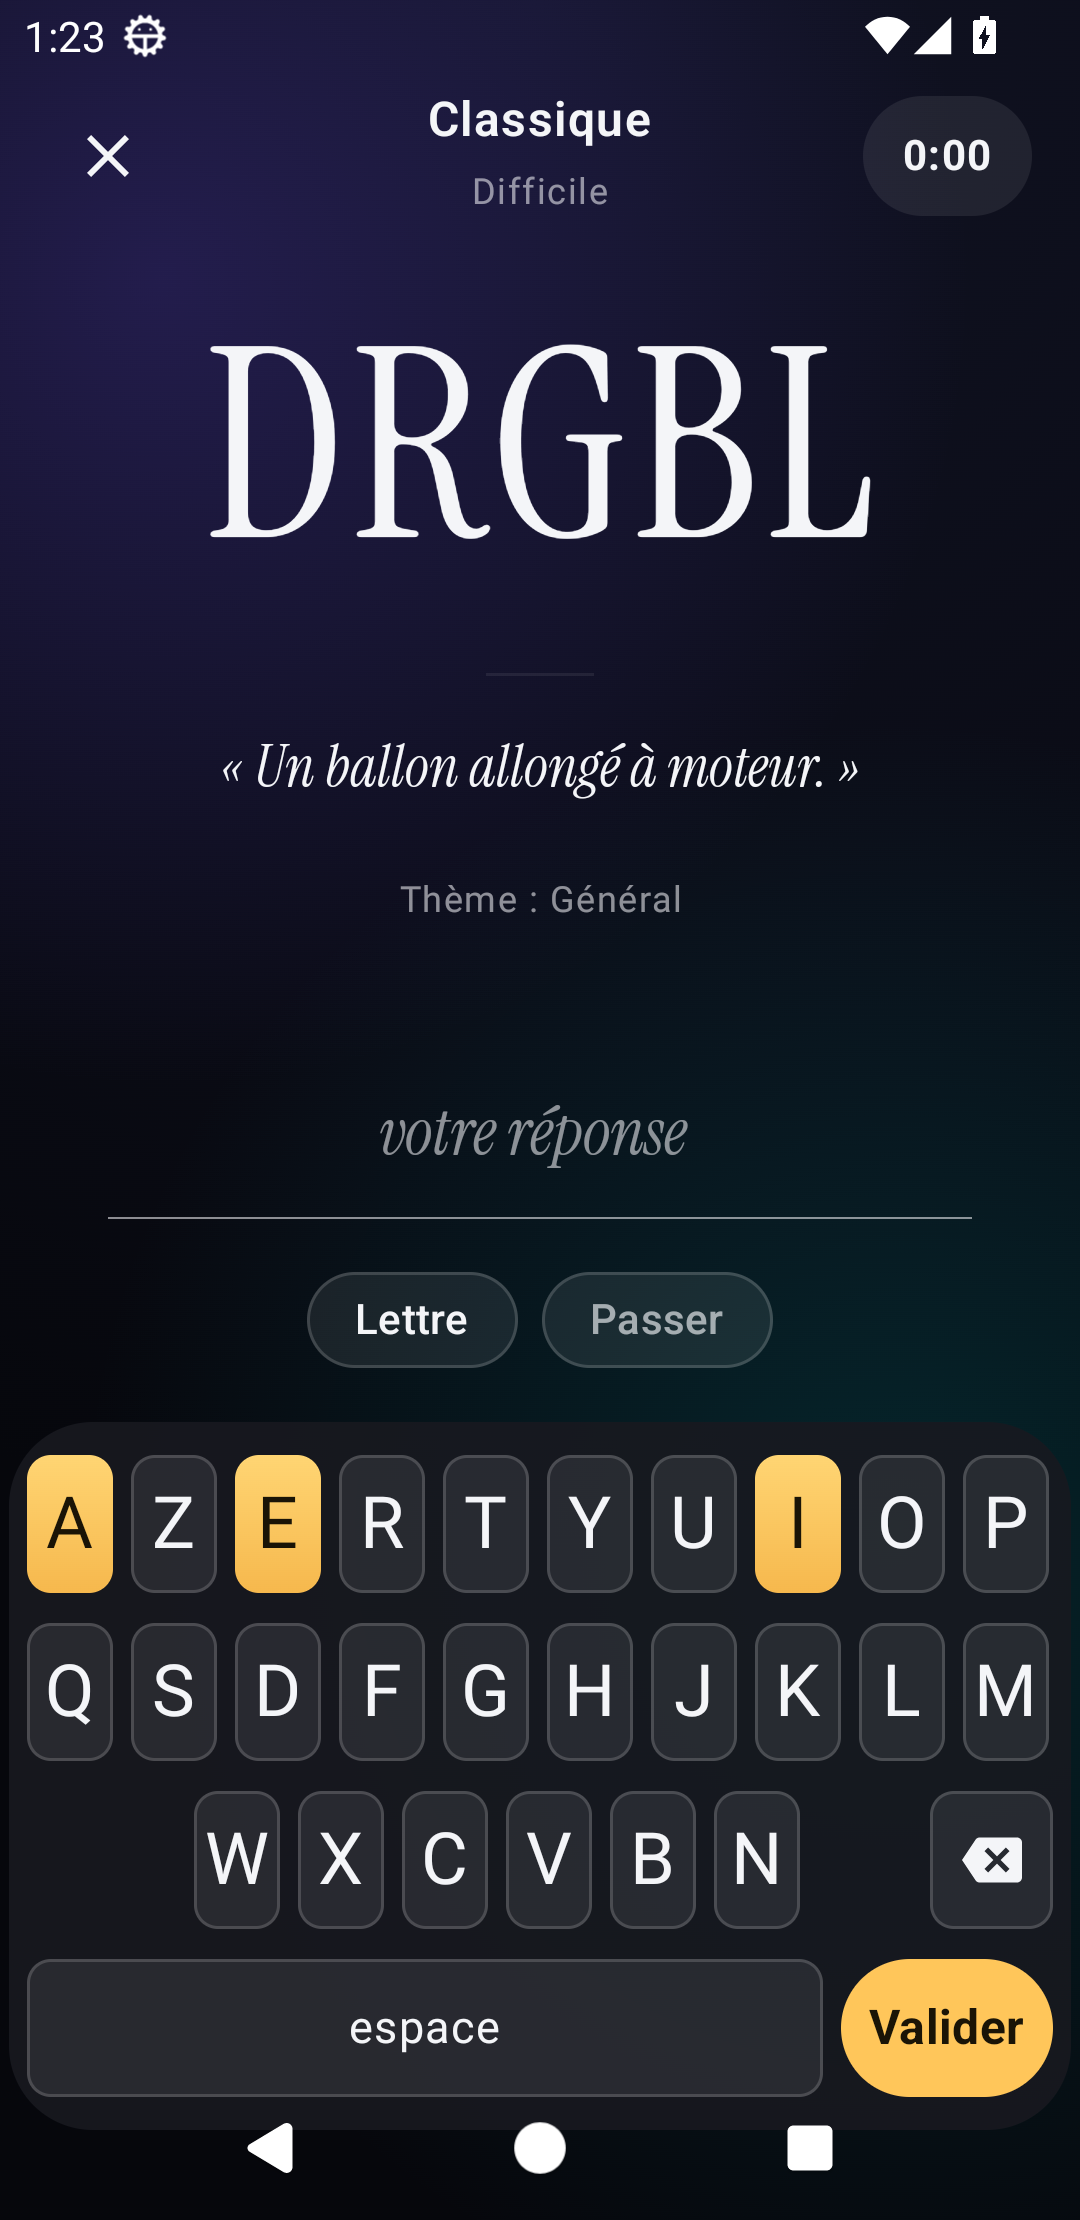 1:23
Classique
0:00
Difficile
DRGBL
« Un ballon allongé à moteur. »
Thème : Général
votre réponse
Lettre Passer
A Z E R T Y U I O P
Q S D F G H J K L M
W X C V B N
espace Valider